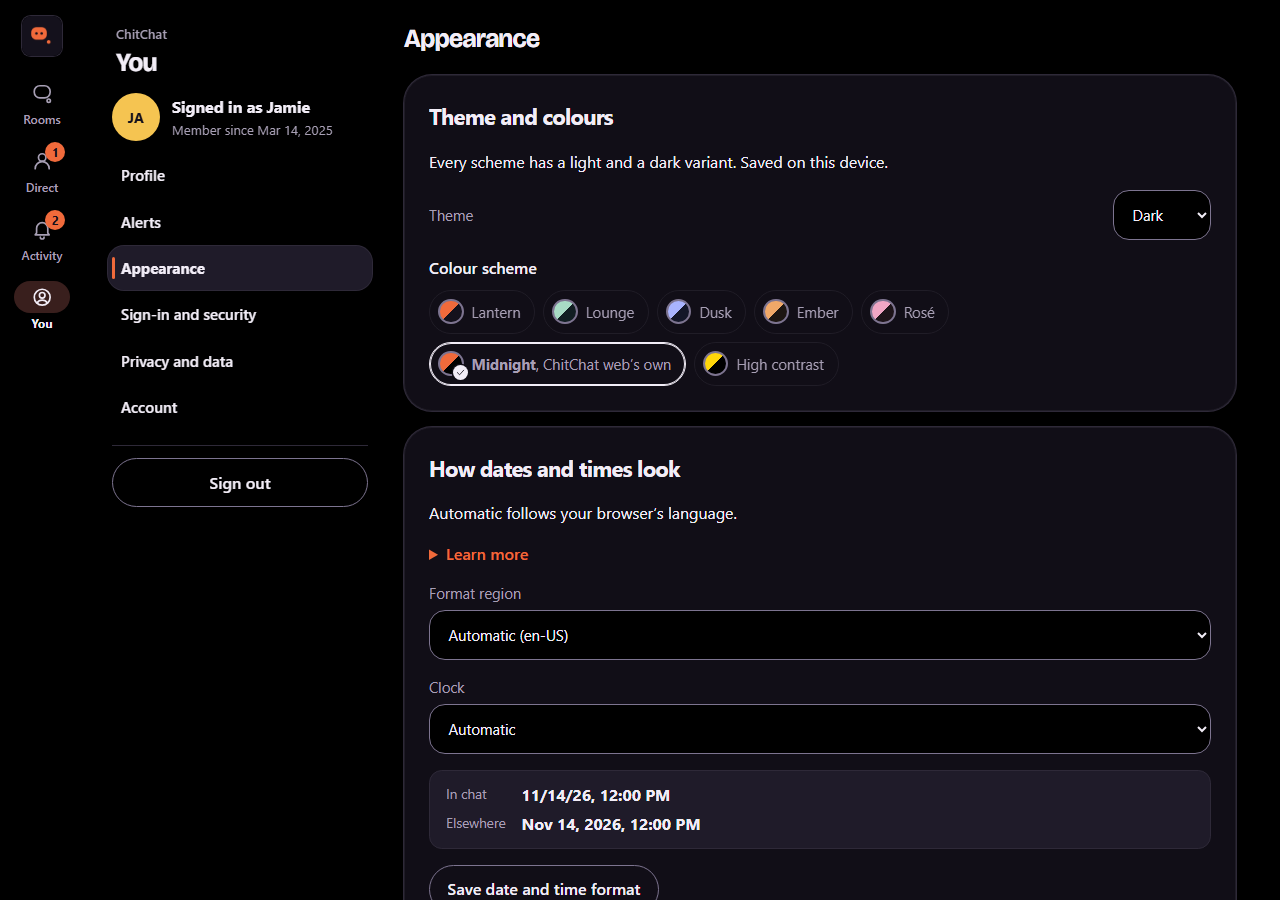 ChitChat
You
JA
Signed in as Jamie
Member since Mar 14, 2025
Rooms
1
Direct
2
Activity
You
Profile
Alerts
Appearance
Sign-in and security
Privacy and data
Account
Sign out
Appearance
Theme and colours
Every scheme has a light and a dark variant. Saved on this device.
Theme
Dark
Colour scheme
Lantern
Lounge
Dusk
Ember
Rosé
Midnight, ChitChat web’s own
High contrast
How dates and times look
Automatic follows your browser’s language.
Learn more
Format region
Automatic (en-US)
Clock
Automatic
In chat 11/14/26, 12:00 PM
Elsewhere Nov 14, 2026, 12:00 PM
Save date and time format